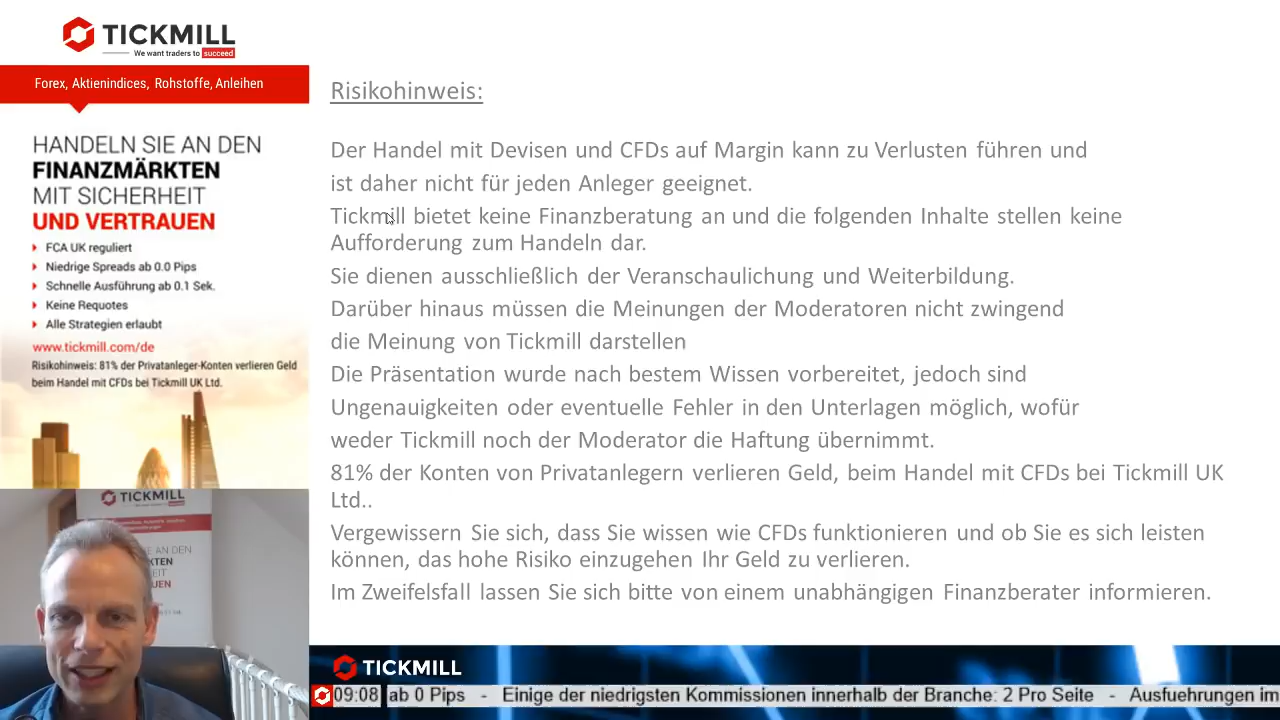 TICKMILL
We want traders to succeed
Forex, Aktienindices, Rohstoffe, Anleihen
HANDELN SIE AN DEN
FINANZMÄRKTEN
MIT SICHERHEIT
UND VERTRAUEN
FCA UK reguliert
Niedrige Spreads ab 0.0 Pips
Schnelle Ausführung ab 0.1 Sek.
Keine Requotes
Alle Strategien erlaubt
www.tickmill.com/de
Risikohinweis: 81% der Privatanleger-Konten verlieren Geld
beim Handel mit CFDs bei Tickmill UK Ltd.
Risikohinweis:
Der Handel mit Devisen und CFDs auf Margin kann zu Verlusten führen und
ist daher nicht für jeden Anleger geeignet.
Tickmill bietet keine Finanzberatung an und die folgenden Inhalte stellen keine
Aufforderung zum Handeln dar.
Sie dienen ausschließlich der Veranschaulichung und Weiterbildung.
Darüber hinaus müssen die Meinungen der Moderatoren nicht zwingend
die Meinung von Tickmill darstellen
Die Präsentation wurde nach bestem Wissen vorbereitet, jedoch sind
Ungenauigkeiten oder eventuelle Fehler in den Unterlagen möglich, wofür
weder Tickmill noch der Moderator die Haftung übernimmt.
81% der Konten von Privatanlegern verlieren Geld, beim Handel mit CFDs bei Tickmill UK
Ltd..
Vergewissern Sie sich, dass Sie wissen wie CFDs funktionieren und ob Sie es sich leisten
können, das hohe Risiko einzugehen Ihr Geld zu verlieren.
Im Zweifelsfall lassen Sie sich bitte von einem unabhängigen Finanzberater informieren.
TICKMILL
E AN DEN
KTEN
EIT
AUEN
TICKMILL
09:08 ab 0 Pips - Einige der niedrigsten Kommissionen innerhalb der Branche: 2 Pro Seite - Ausfuehrungen im